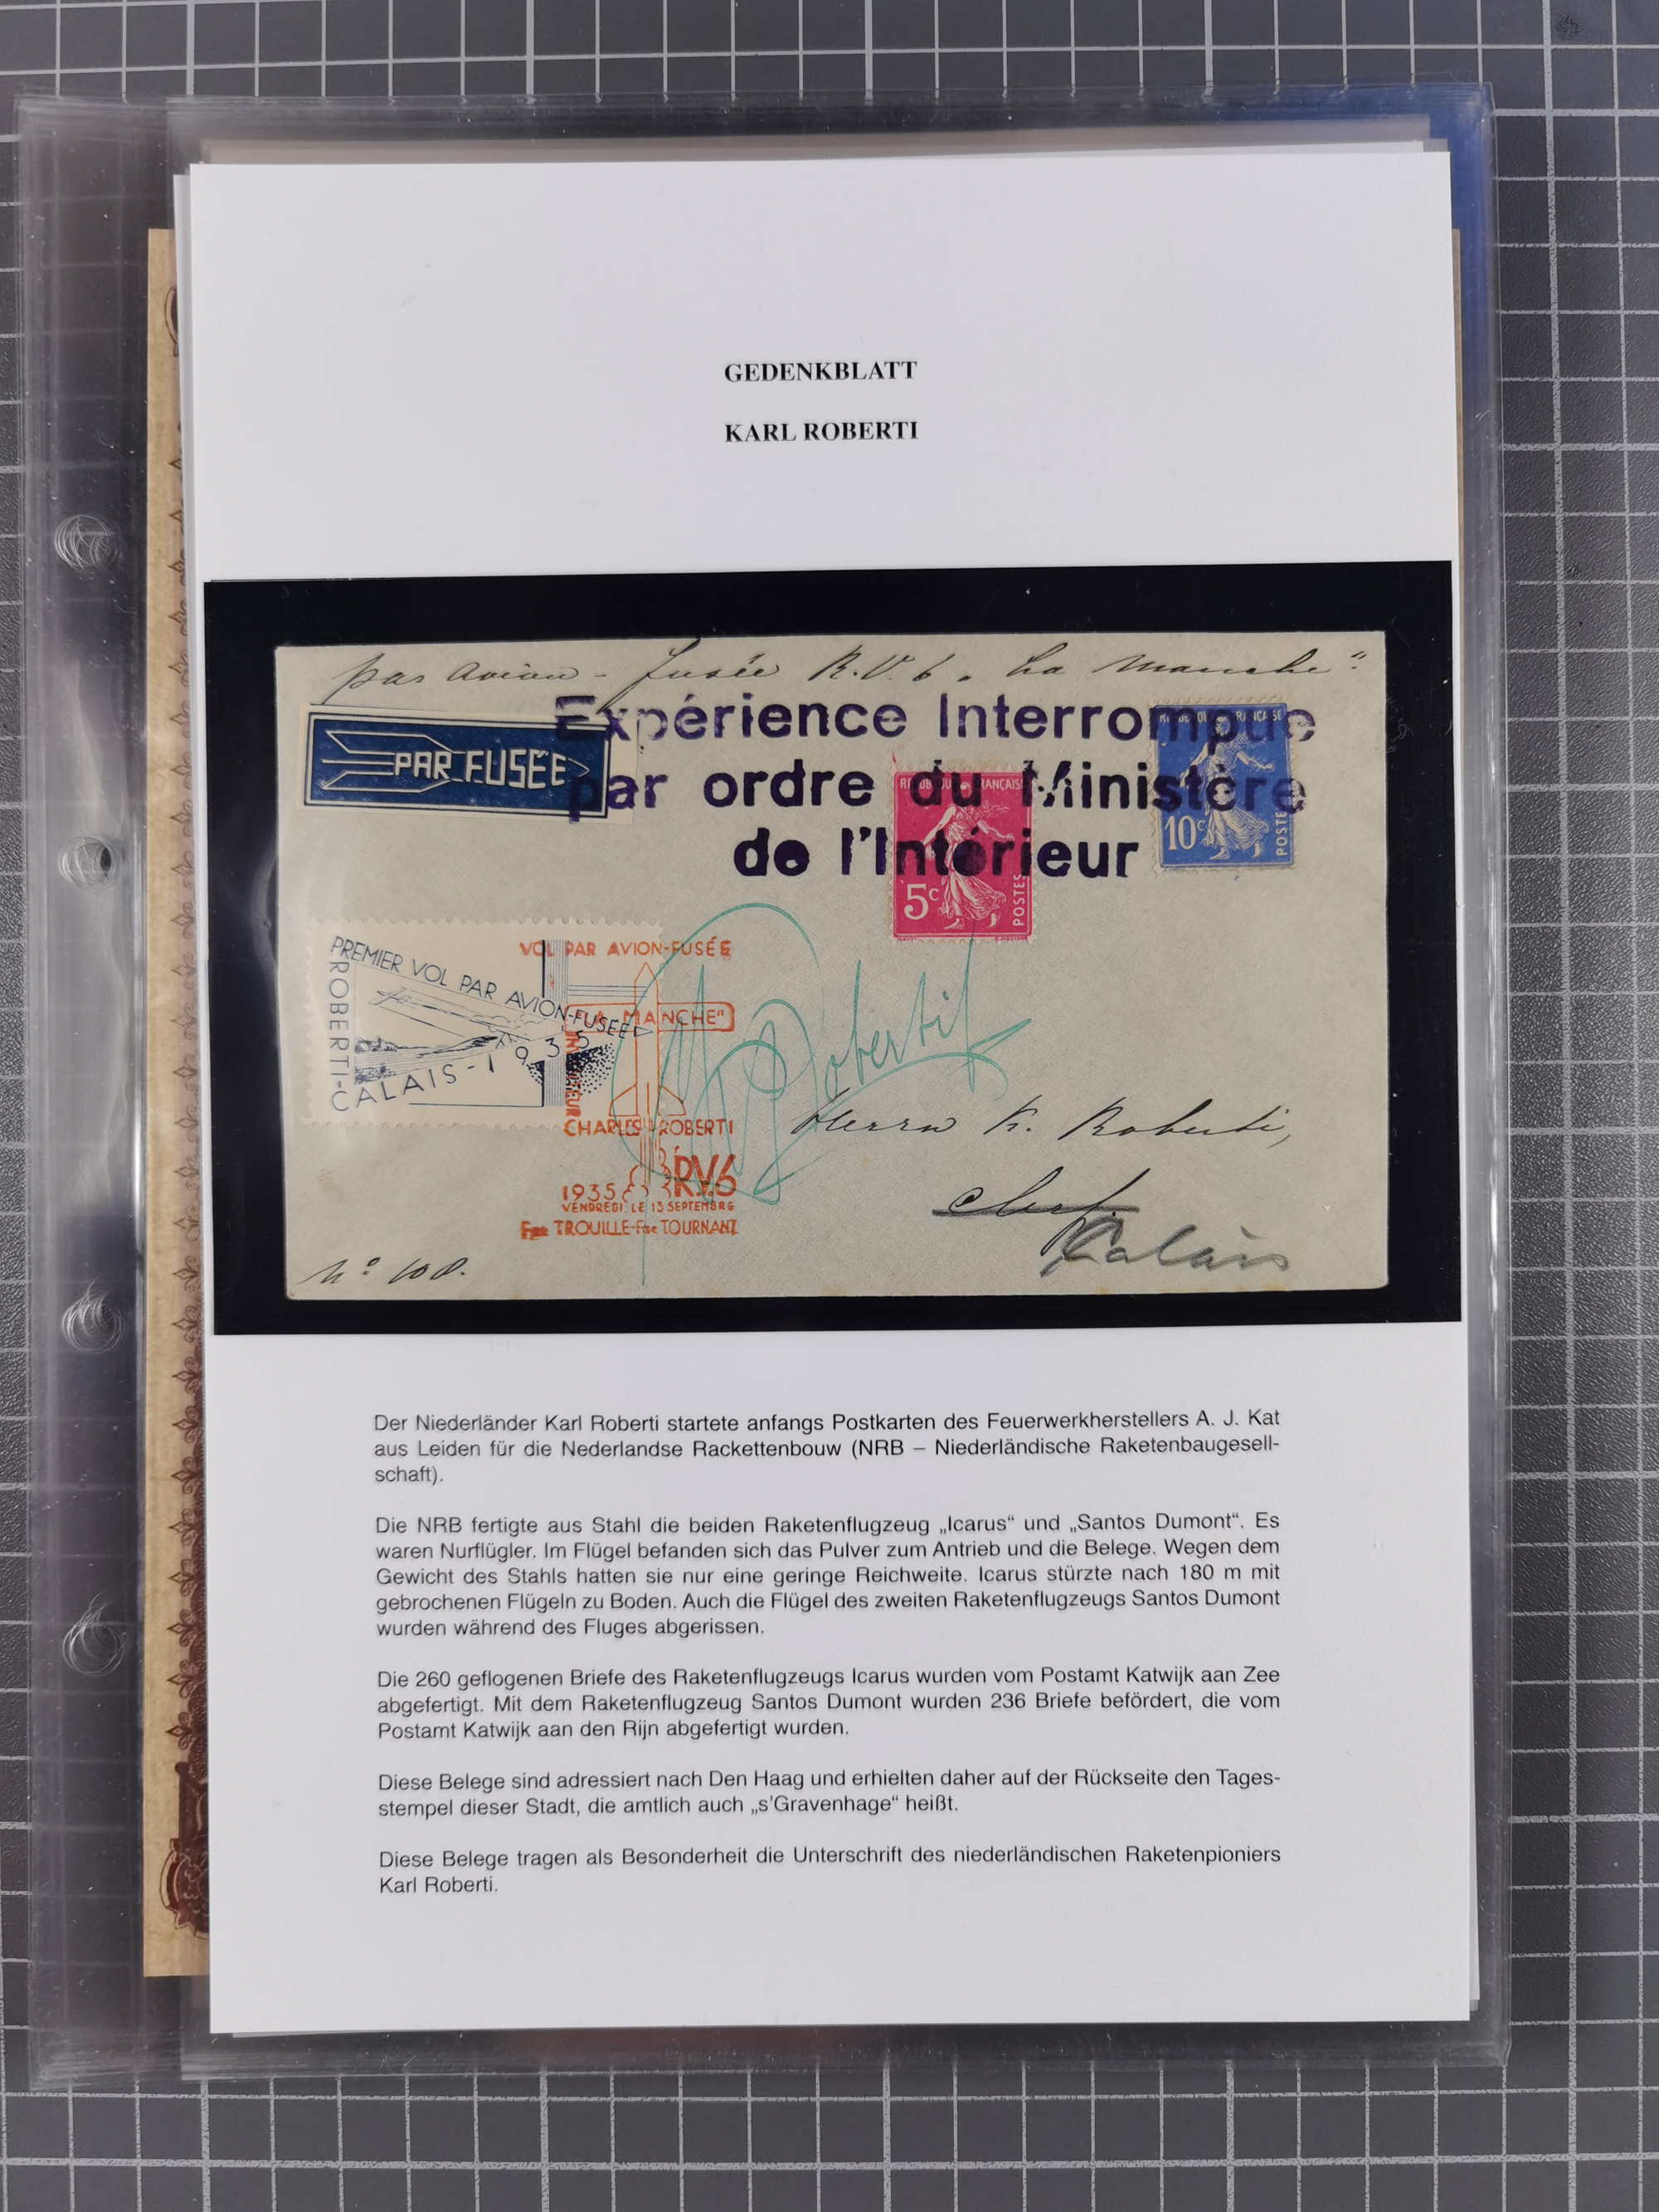 GEDENKBLATT
KARL ROBERTI
par avion - fusée R.V. 6 „La Manche“
Expérience Interrompue
par ordre du Ministère
de l'Intérieur
PAR FUSÉE
REPUBLIQUE FRANÇAISE
10c
POSTES
REPUBLIQUE FRANÇAISE
5c
POSTES
PREMIER VOL PAR AVION-FUSÉE
ROBERTI-
CALAIS-1935
VOL PAR AVION-FUSÉE
"LA MANCHE"
CHARLES ROBERTI
RV6
1935
VENDREDI, LE 13 SEPTEMBRE
TROUILLE-Fme TOURNANT
Roberti
Herrn K. Roberti,
Calais
No 108.
Der Niederländer Karl Roberti startete anfangs Postkarten des Feuerwerkherstellers A. J. Kat
aus Leiden für die Nederlandse Rackettenbouw (NRB – Niederländische Raketenbaugesell-
schaft).
Die NRB fertigte aus Stahl die beiden Raketenflugzeug „Icarus“ und „Santos Dumont“. Es
waren Nurflügler. Im Flügel befanden sich das Pulver zum Antrieb und die Belege. Wegen dem
Gewicht des Stahls hatten sie nur eine geringe Reichweite. Icarus stürzte nach 180 m mit
gebrochenen Flügeln zu Boden. Auch die Flügel des zweiten Raketenflugzeugs Santos Dumont
wurden während des Fluges abgerissen.
Die 260 geflogenen Briefe des Raketenflugzeugs Icarus wurden vom Postamt Katwijk aan Zee
abgefertigt. Mit dem Raketenflugzeug Santos Dumont wurden 236 Briefe befördert, die vom
Postamt Katwijk aan den Rijn abgefertigt wurden.
Diese Belege sind adressiert nach Den Haag und erhielten daher auf der Rückseite den Tages-
stempel dieser Stadt, die amtlich auch „s'Gravenhage“ heißt.
Diese Belege tragen als Besonderheit die Unterschrift des niederländischen Raketenpioniers
Karl Roberti.